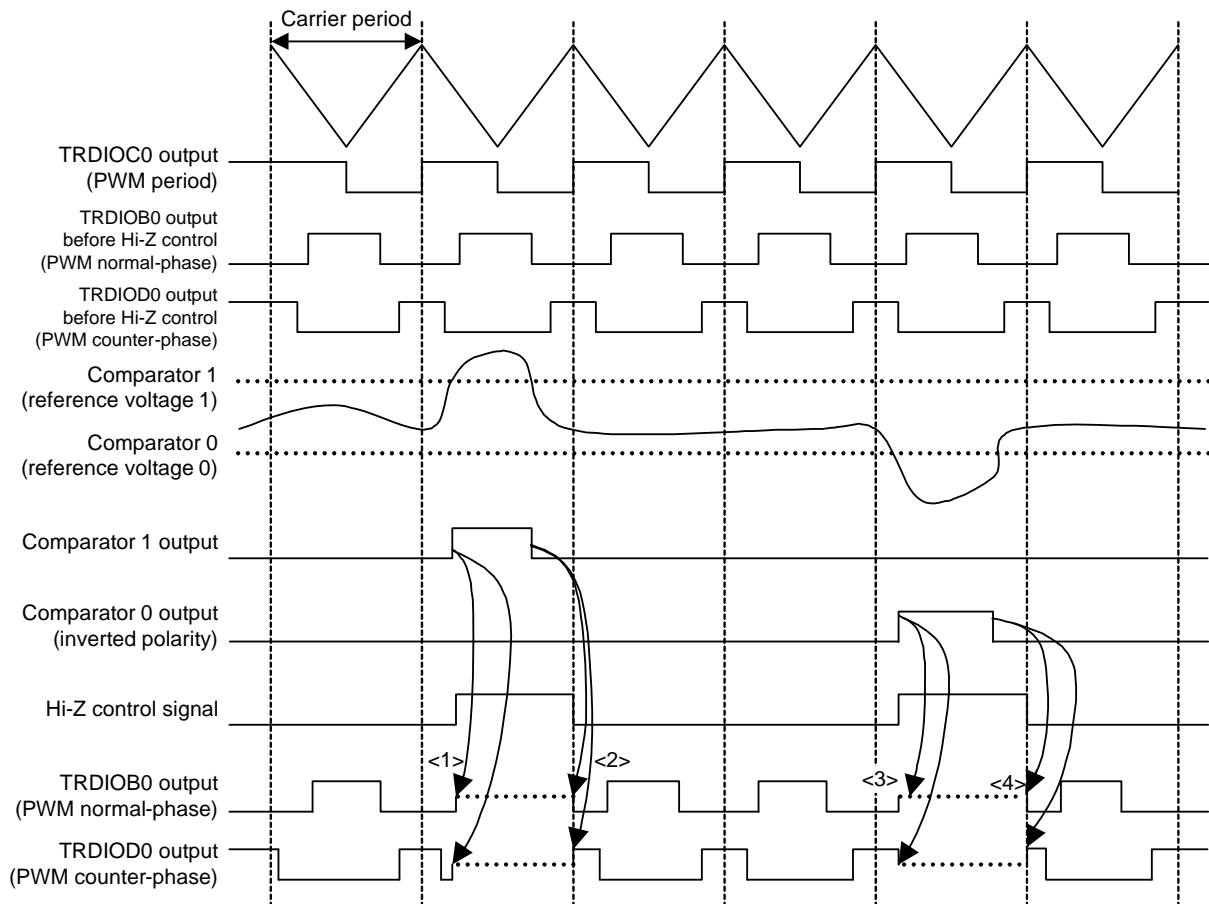 Carrier period
TRDIOC0 output
(PWM period)
TRDIOB0 output
before Hi-Z control
(PWM normal-phase)
TRDIOD0 output
before Hi-Z control
(PWM counter-phase)
Comparator 1
(reference voltage 1)
Comparator 0
(reference voltage 0)
Comparator 1 output
Comparator 0 output
(inverted polarity)
Hi-Z control signal
<1>
<2>
<3>
<4>
TRDIOB0 output
(PWM normal-phase)
TRDIOD0 output
(PWM counter-phase)